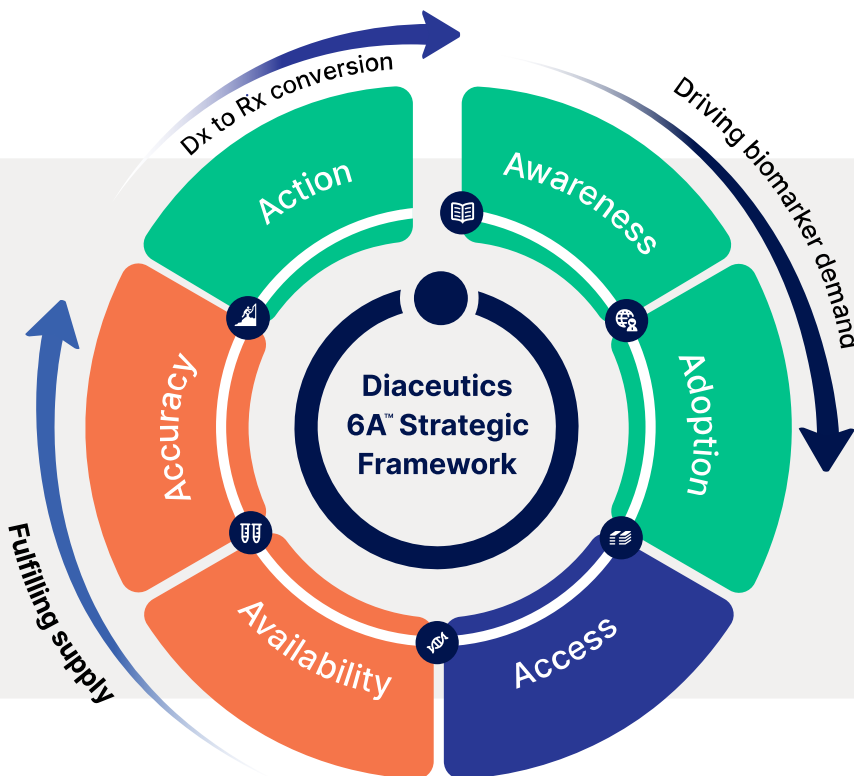 Dx to Rx conversion
Driving biomarker demand
Action
Awareness
Accuracy
Diaceutics
6A™ Strategic
Framework
Adoption
Availability
Access
Fulfilling supply